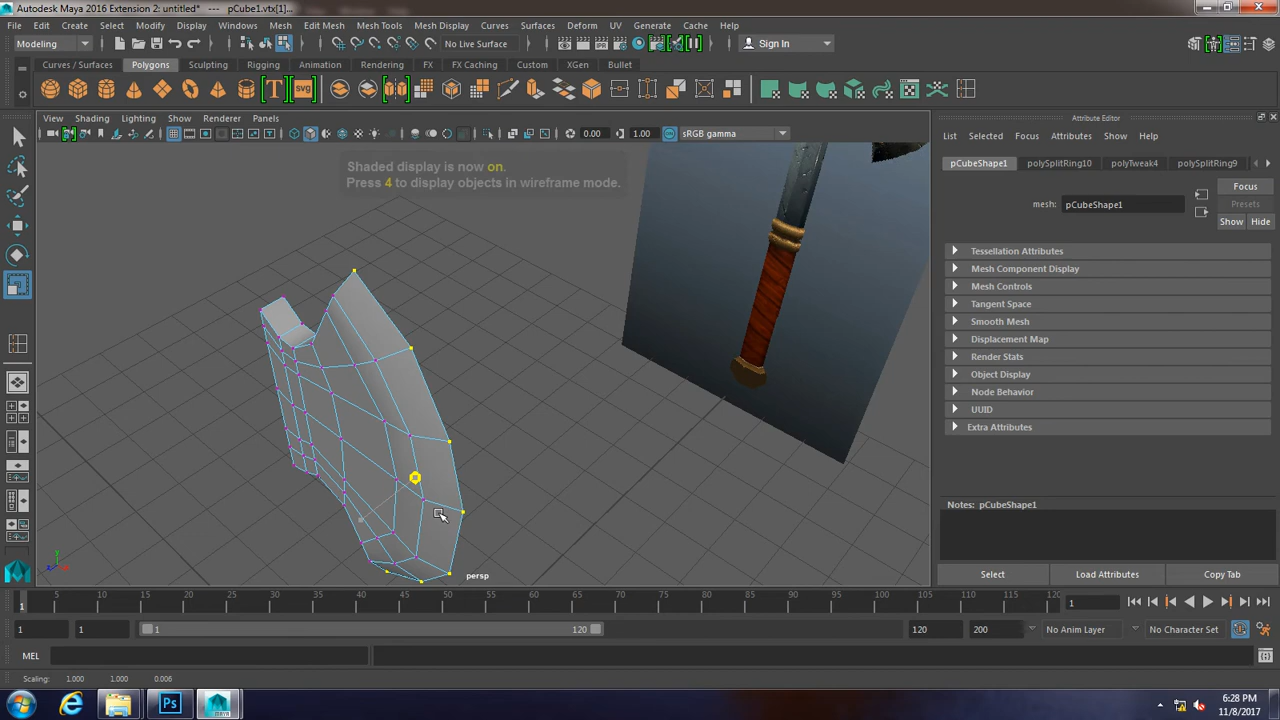 Autodesk Maya 2016 Extension 2: untitled*   ---   pCube1.vtx[1]...
File Edit Create Select Modify Display Windows Mesh Edit Mesh Mesh Tools Mesh Display Curves Surfaces Deform UV Generate Cache Help
Modeling No Live Surface Sign In
Curves / Surfaces Polygons Sculpting Rigging Animation Rendering FX FX Caching Custom XGen Bullet
T SVG
View Shading Lighting Show Renderer Panels
0.00 1.00 sRGB gamma
Shaded display is now on.
Press 4 to display objects in wireframe mode.
persp
Attribute Editor
List Selected Focus Attributes Show Help
pCubeShape1 polySplitRing10 polyTweak4 polySplitRing9
Focus
Presets
mesh: pCubeShape1
Show Hide
Tessellation Attributes
Mesh Component Display
Mesh Controls
Tangent Space
Smooth Mesh
Displacement Map
Render Stats
Object Display
Node Behavior
UUID
Extra Attributes
Notes: pCubeShape1
Select Load Attributes Copy Tab
1 5 10 15 20 25 30 35 40 45 50 55 60 65 70 75 80 85 90 95 100 105 110 115 120 1
1 1 1 120 120 200 No Anim Layer No Character Set
MEL
Scaling: 1.000 1.000 0.006
Ps
6:28 PM
11/8/2017